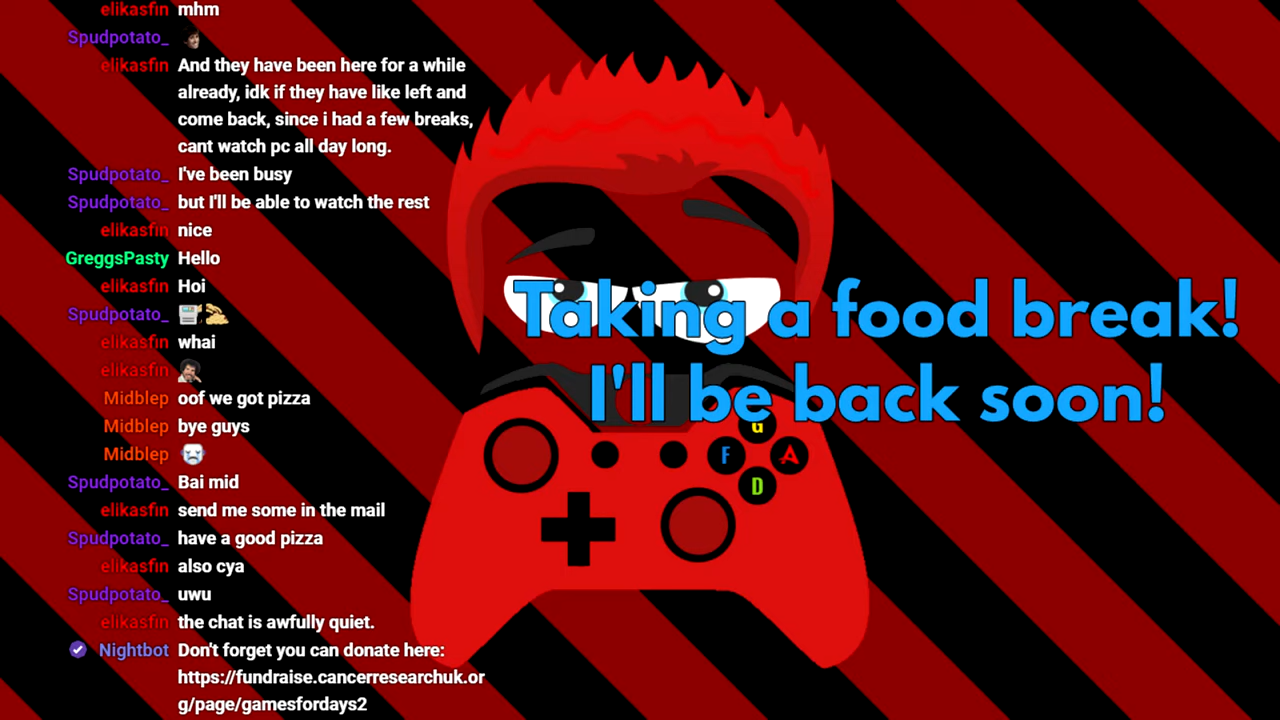 elikasfin mhm
Spudpotato_
elikasfin And they have been here for a while
already, idk if they have like left and
come back, since i had a few breaks,
cant watch pc all day long.
Spudpotato_ I've been busy
Spudpotato_ but I'll be able to watch the rest
elikasfin nice
GreggsPasty Hello
elikasfin Hoi
Spudpotato_
elikasfin whai
elikasfin
Midblep oof we got pizza
Midblep bye guys
Midblep
Spudpotato_ Bai mid
elikasfin send me some in the mail
Spudpotato_ have a good pizza
elikasfin also cya
Spudpotato_ uwu
elikasfin the chat is awfully quiet.
Nightbot Don't forget you can donate here:
https://fundraise.cancerresearchuk.or
g/page/gamesfordays2
Taking a food break!
I'll be back soon!
G
F A
D